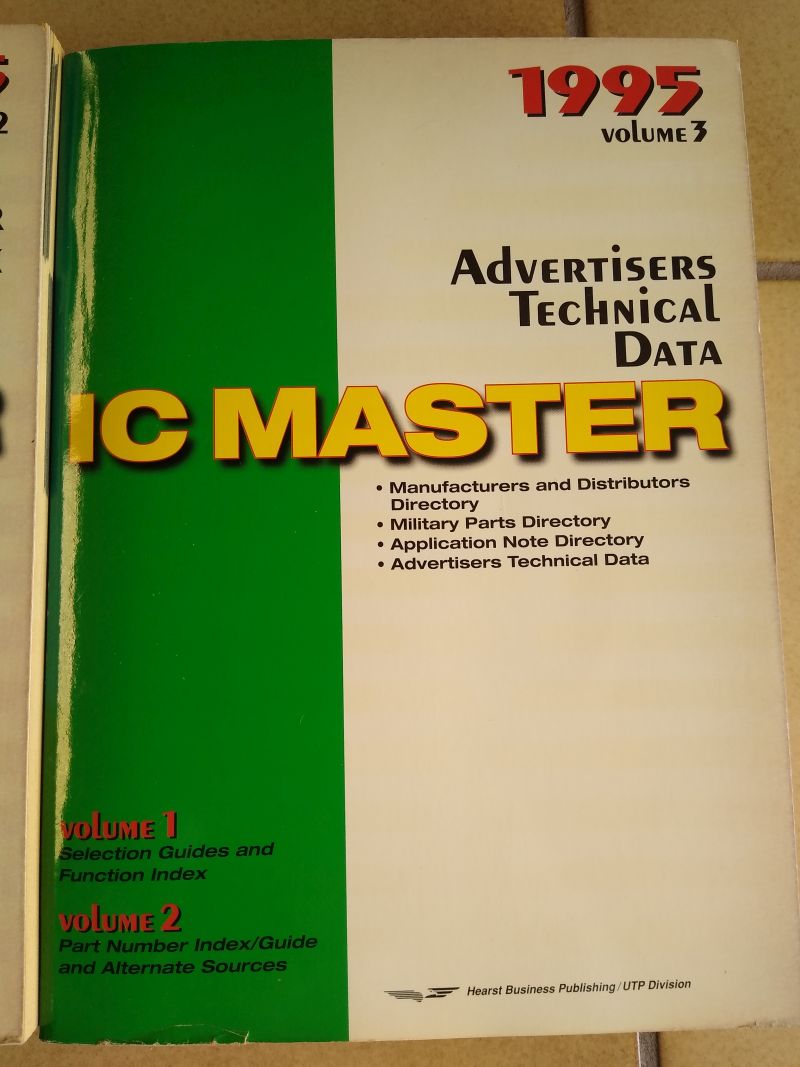 1995
VOLUME 3
ADVERTISERS
TECHNICAL
DATA
IC MASTER
• Manufacturers and Distributors
Directory
• Military Parts Directory
• Application Note Directory
• Advertisers Technical Data
VOLUME 1
Selection Guides and
Function Index
VOLUME 2
Part Number Index/Guide
and Alternate Sources
Hearst Business Publishing/UTP Division
5
2
R